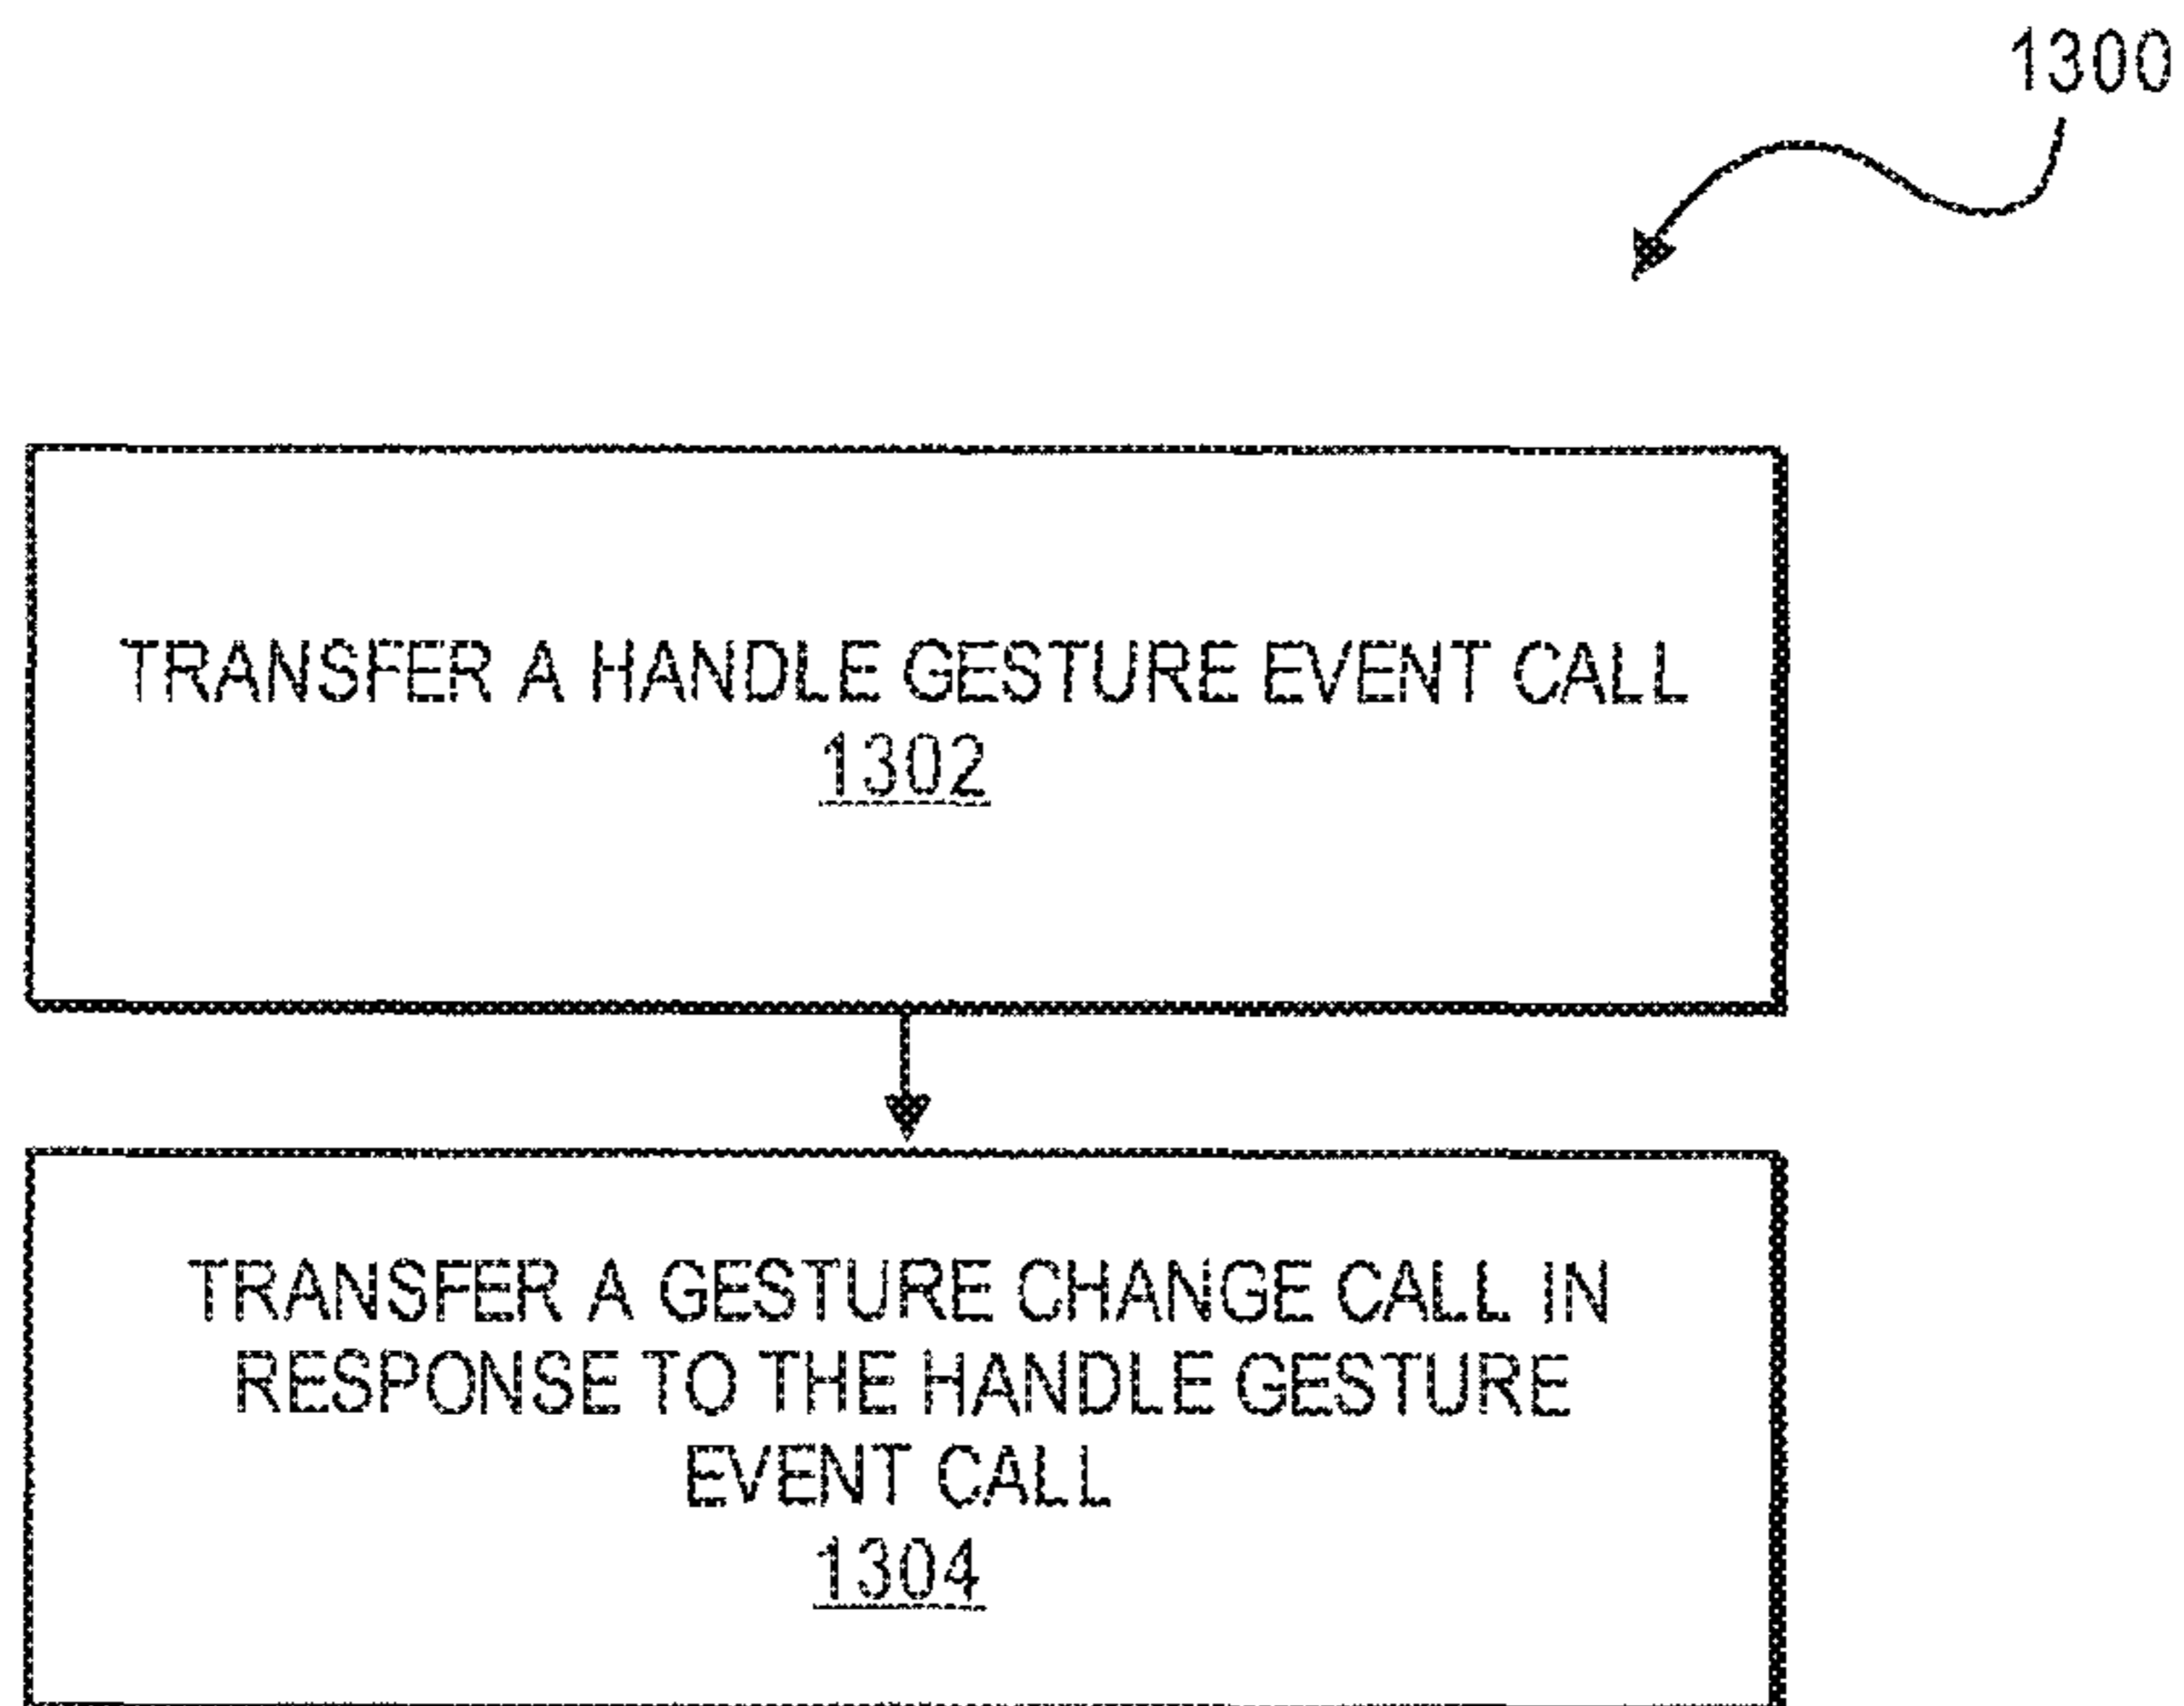 1300
TRANSFER A HANDLE GESTURE EVENT CALL
1302
TRANSFER A GESTURE CHANGE CALL IN
RESPONSE TO THE HANDLE GESTURE
EVENT CALL
1304